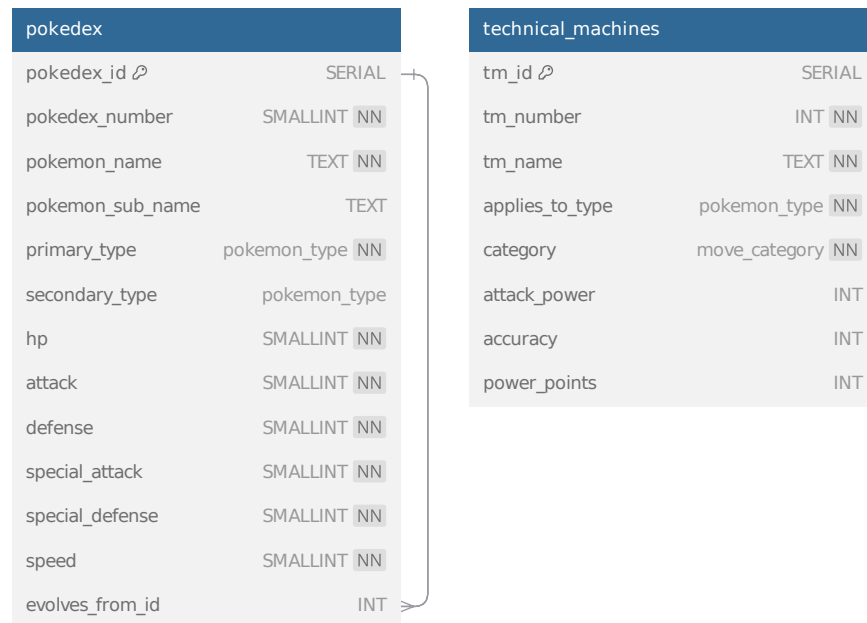 pokedex
pokedex_id SERIAL
pokedex_number SMALLINT NN
pokemon_name TEXT NN
pokemon_sub_name TEXT
primary_type pokemon_type NN
secondary_type pokemon_type
hp SMALLINT NN
attack SMALLINT NN
defense SMALLINT NN
special_attack SMALLINT NN
special_defense SMALLINT NN
speed SMALLINT NN
evolves_from_id INT
technical_machines
tm_id SERIAL
tm_number INT NN
tm_name TEXT NN
applies_to_type pokemon_type NN
category move_category NN
attack_power INT
accuracy INT
power_points INT